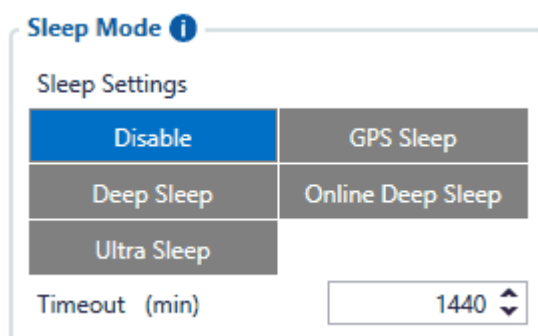 Sleep Mode i
Sleep Settings
Disable GPS Sleep
Deep Sleep Online Deep Sleep
Ultra Sleep
Timeout (min) 1440